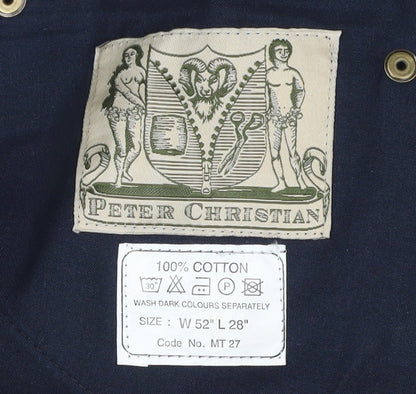 PETER CHRISTIAN
100% COTTON
30° P
WASH DARK COLOURS SEPARATELY
SIZE : W 52" L 28"
Code No. MT 27